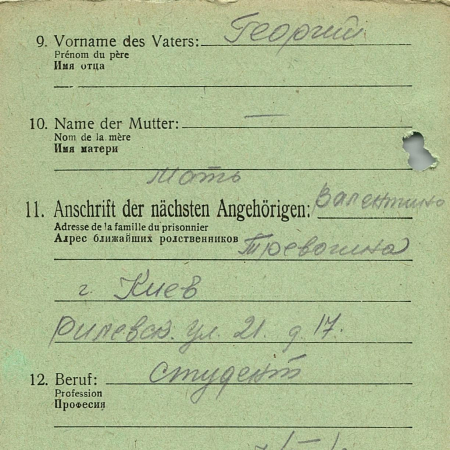 9. Vorname des Vaters: Георгий
Prénom du père
Имя отца
10. Name der Mutter: —
Nom de la mère
Имя матери
мать
11. Anschrift der nächsten Angehörigen: Валентина
Adresse de la famille du prisonnier
Адрес ближайших родственников Тревогина
г. Киев
ул. 21. д. 17.
12. Beruf: студент
Profession
Професия